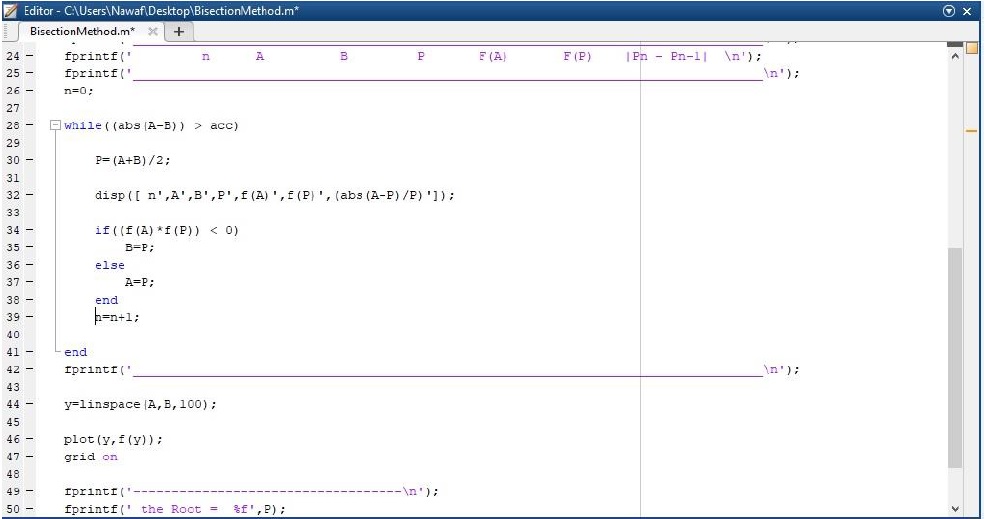 Editor - C:\Users\Nawaf\Desktop\BisectionMethod.m*
BisectionMethod.m* × +
24 - fprintf(' n A B P F(A) F(P) |Pn - Pn-1| \n');
25 - fprintf('______________________________\n');
26 - n=0;
27
28 - while((abs(A-B)) > acc)
29
30 - P=(A+B)/2;
31
32 - disp([ n',A',B',P',f(A)',f(P)',(abs(A-P)/P)']);
33
34 - if((f(A)*f(P)) < 0)
35 - B=P;
36 - else
37 - A=P;
38 - end
39 - n=n+1;
40
41 - end
42 - fprintf('______________________________\n');
43
44 - y=linspace(A,B,100);
45
46 - plot(y,f(y));
47 - grid on
48
49 - fprintf('-----------------------------------\n');
50 - fprintf(' the Root = %f',P);